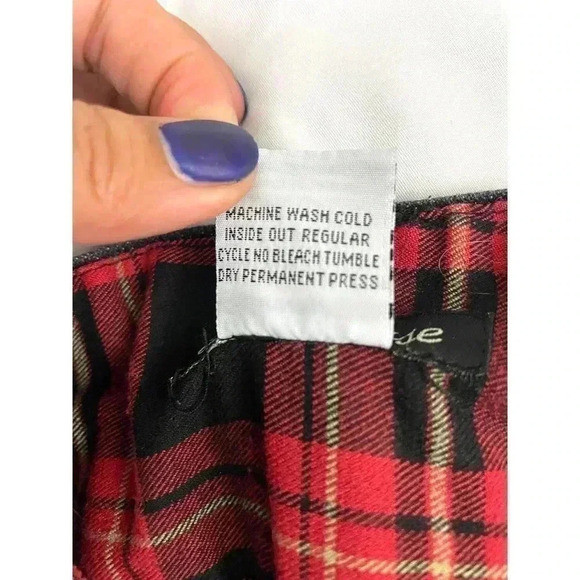 MACHINE WASH COLD
INSIDE OUT REGULAR
CYCLE NO BLEACH TUMBLE
DRY PERMANENT PRESS